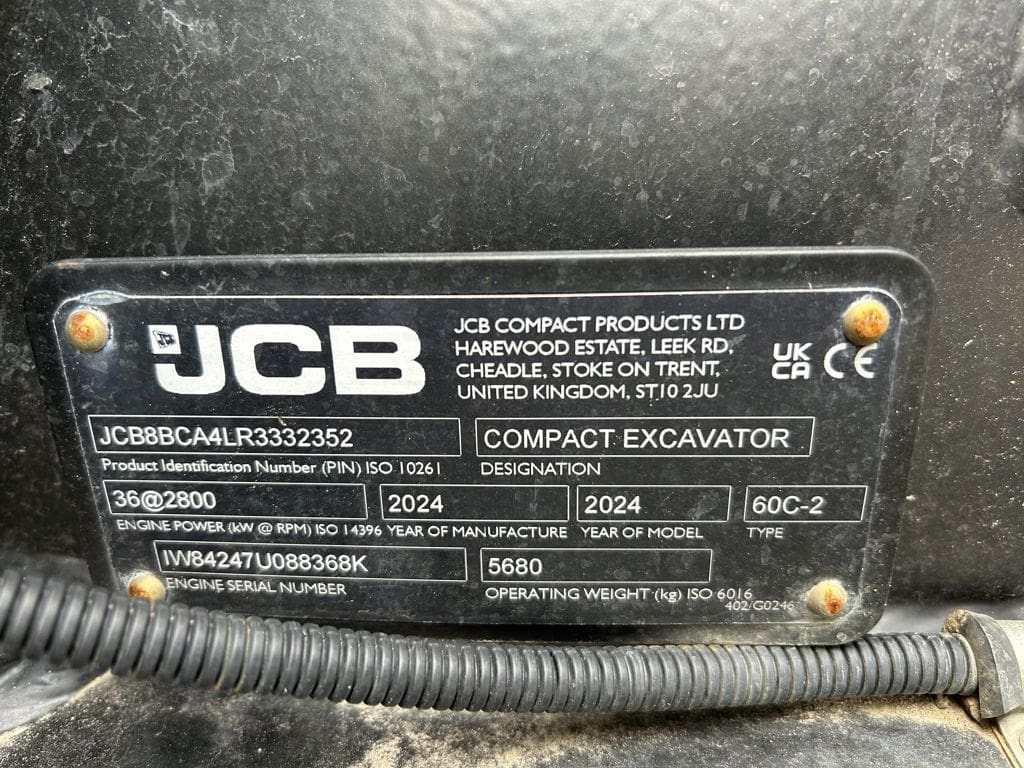 JCB
JCB COMPACT PRODUCTS LTD
HAREWOOD ESTATE, LEEK RD,
CHEADLE, STOKE ON TRENT,
UNITED KINGDOM, ST10 2JU
UK
CA
CE
JCB8BCA4LR3332352
COMPACT EXCAVATOR
Product Identification Number (PIN) ISO 10261
DESIGNATION
36@2800
2024
2024
60C-2
ENGINE POWER (kW @ RPM) ISO 14396
YEAR OF MANUFACTURE
YEAR OF MODEL
TYPE
IW84247U088368K
5680
ENGINE SERIAL NUMBER
OPERATING WEIGHT (kg) ISO 6016
402/G0246